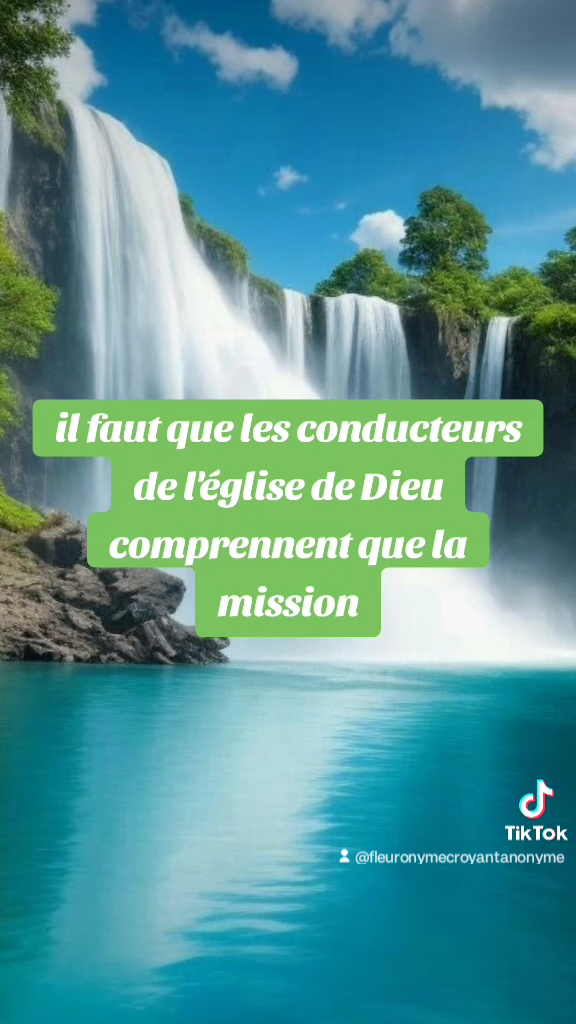 il faut que les conducteurs
de l'église de Dieu
comprennent que la
mission
TikTok
@fleuronymecroyantanonyme